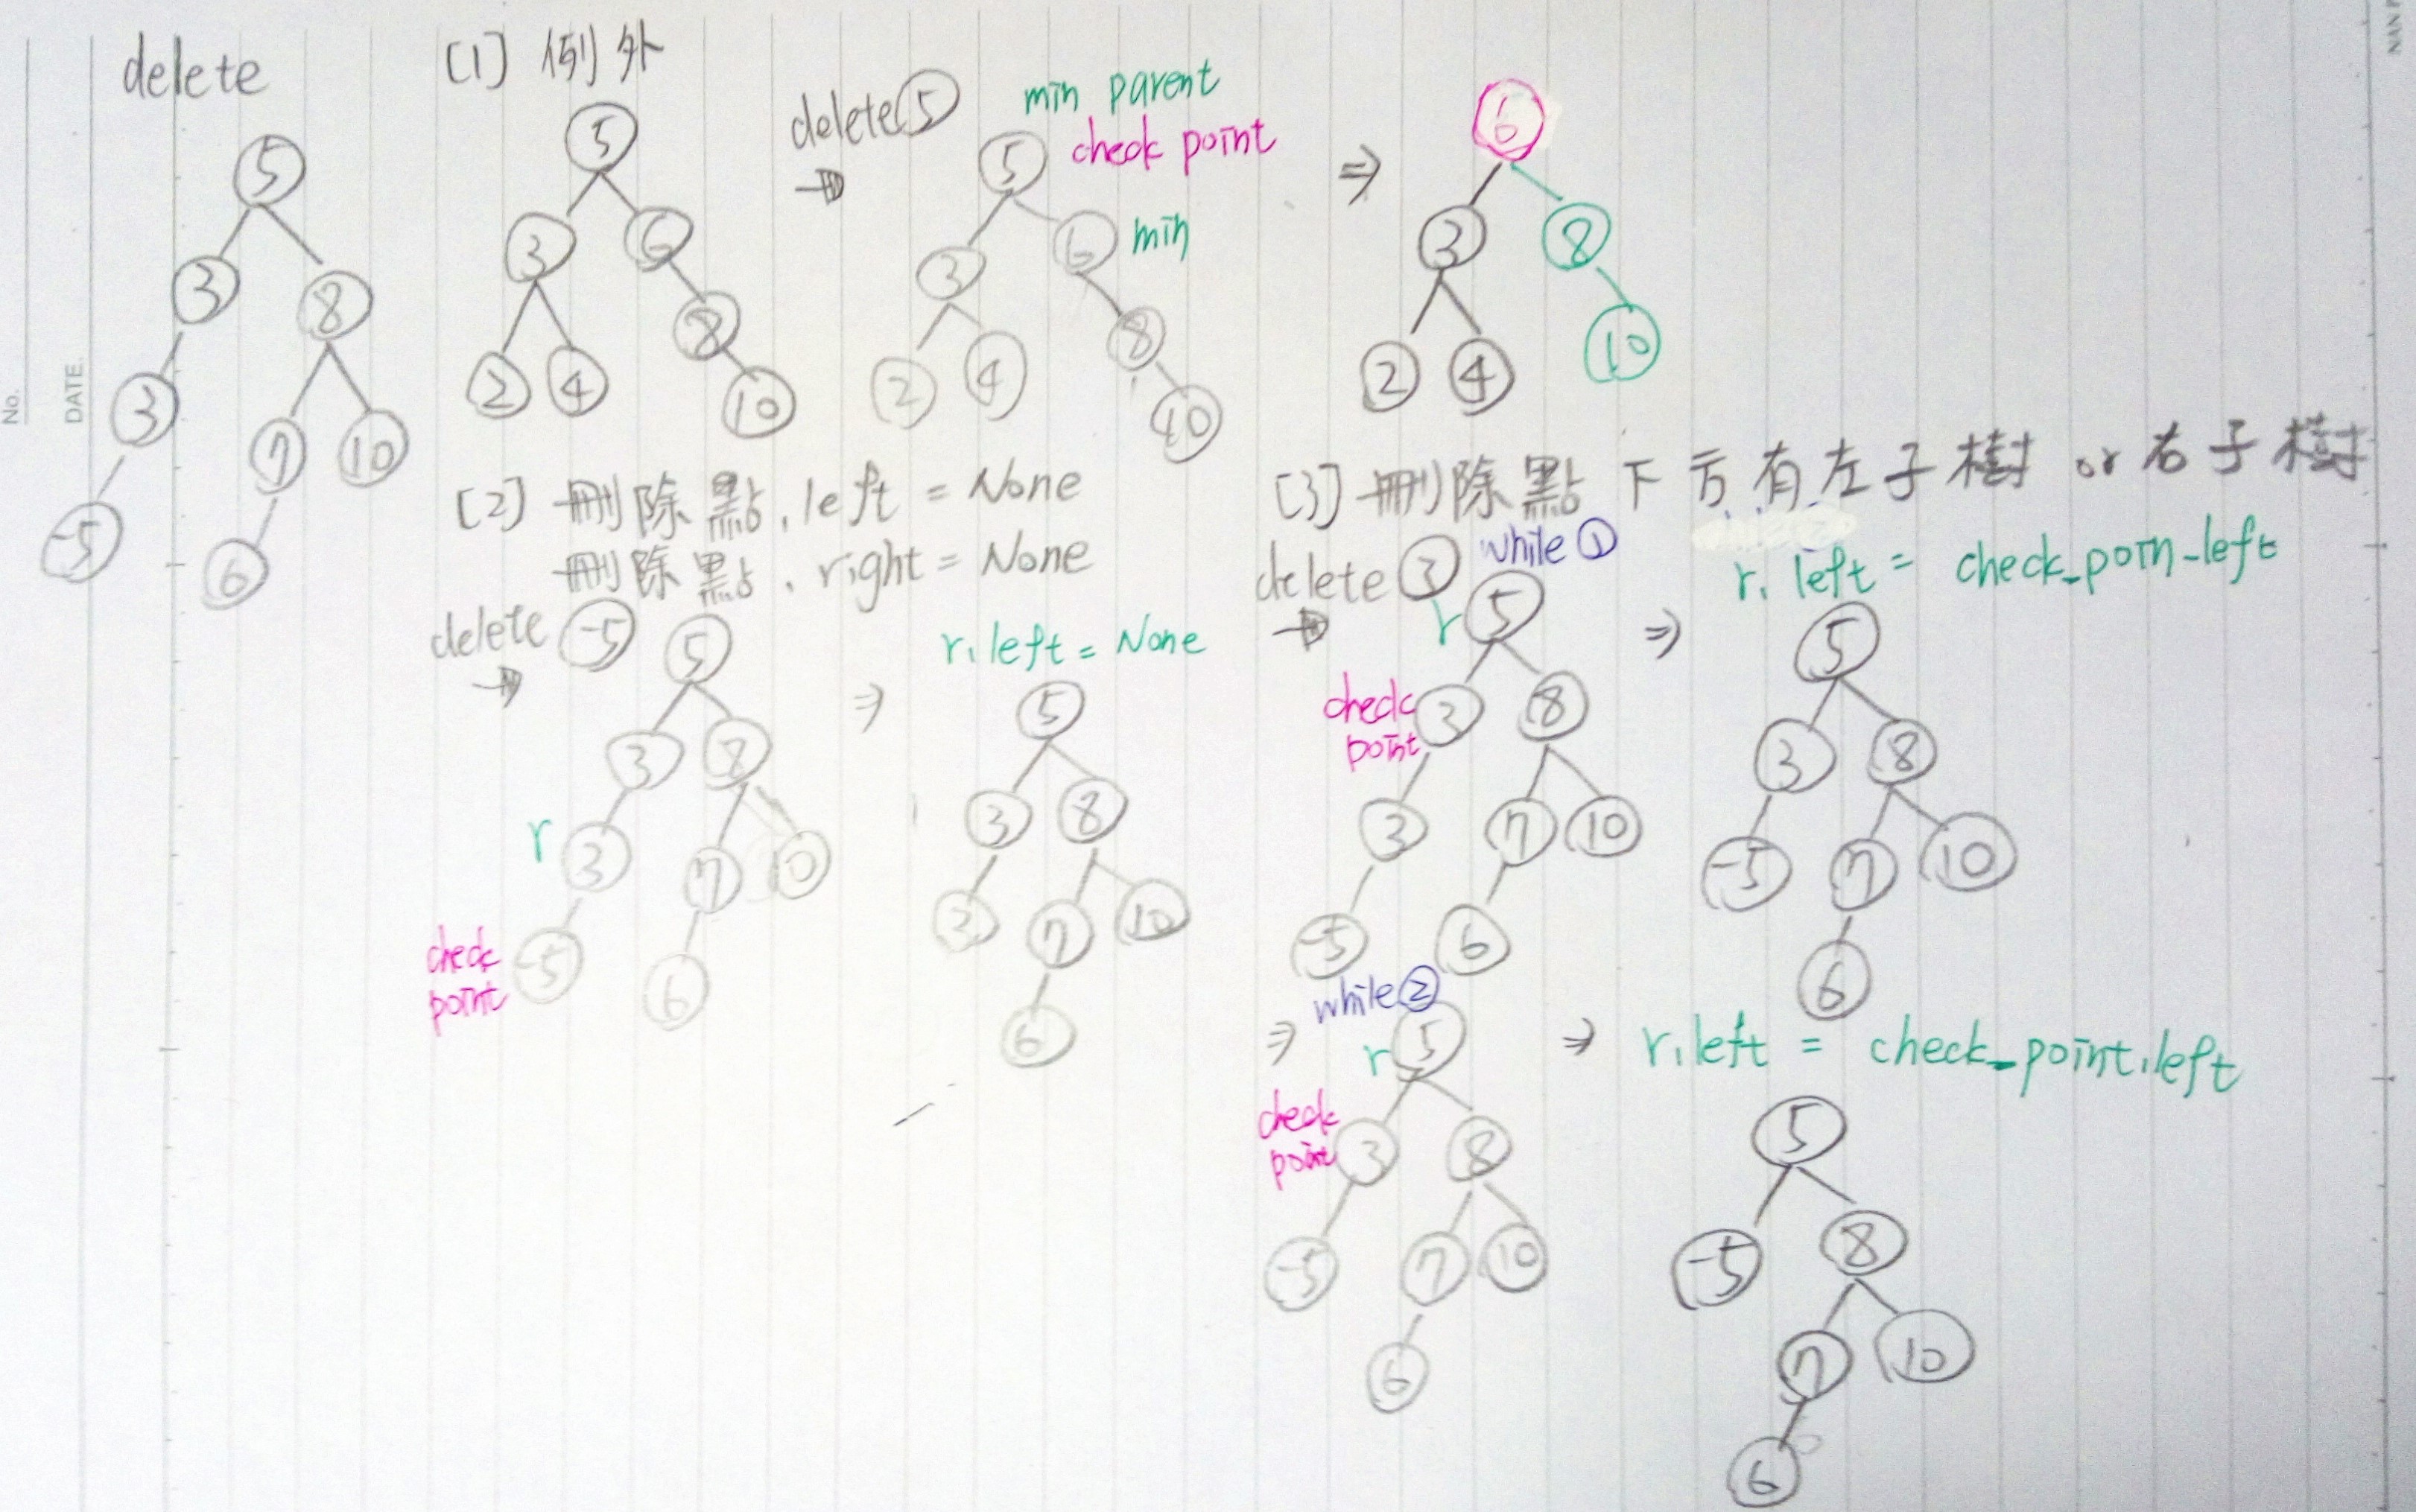 No.
DATE.
NAN P
delete
5
3 8
3 7 10
-5 6
[1] 例外
5
3 6
2 4 8
10
delete 5
min parent
check point
5
3 6 min
2 4 8
10
⇒
6
3 8
2 4 10
[2] 刪除點.left = None
刪除點.right = None
delete -5
5
3 8
r 3 7 10
check
point
-5 6
⇒
r.left = None
5
3 8
3 7 10
6
[3] 刪除點下方有左子樹 or 右子樹
delete 3 while ①
r 5
check
point
3 8
3 7 10
-5 6
⇒
r.left = check_poin-left
5
3 8
-5 7 10
6
⇒
while ②
r 5
check
point
3 8
-5 7 10
6
⇒ r.left = check_point.left
5
-5 8
7 10
6